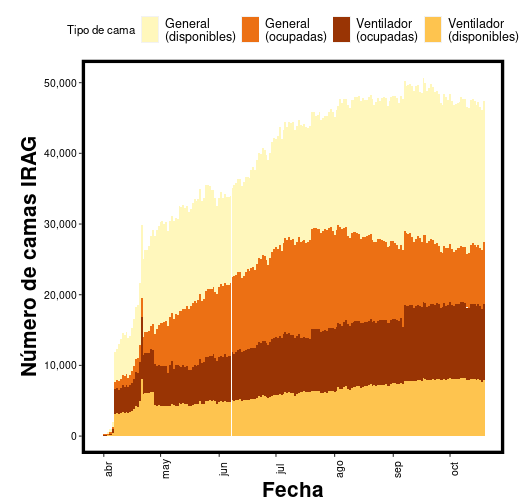 Tipo de cama
General
(disponibles)
General
(ocupadas)
Ventilador
(ocupadas)
Ventilador
(disponibles)
Número de camas IRAG
50,000
40,000
30,000
20,000
10,000
0
abr
may
jun
jul
ago
sep
oct
Fecha